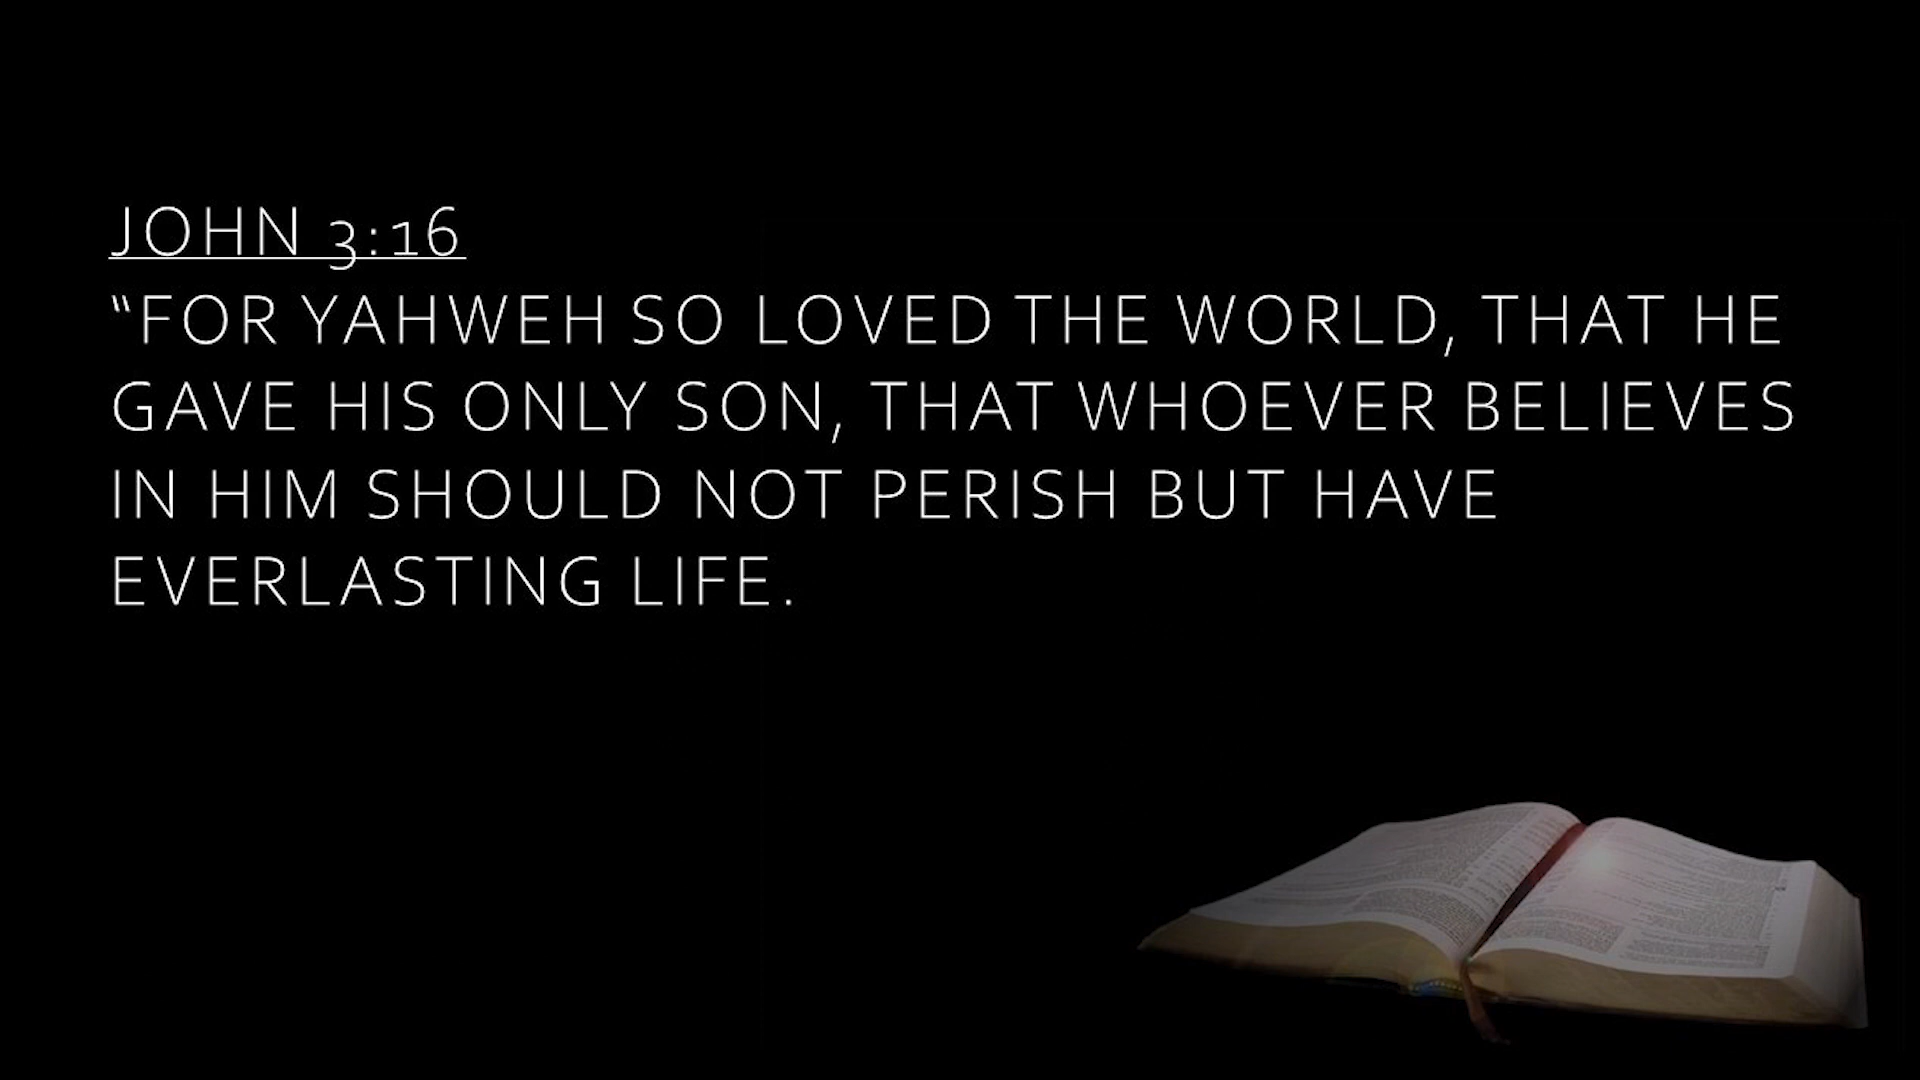 JOHN 3:16
“FOR YAHWEH SO LOVED THE WORLD, THAT HE
GAVE HIS ONLY SON, THAT WHOEVER BELIEVES
IN HIM SHOULD NOT PERISH BUT HAVE
EVERLASTING LIFE.